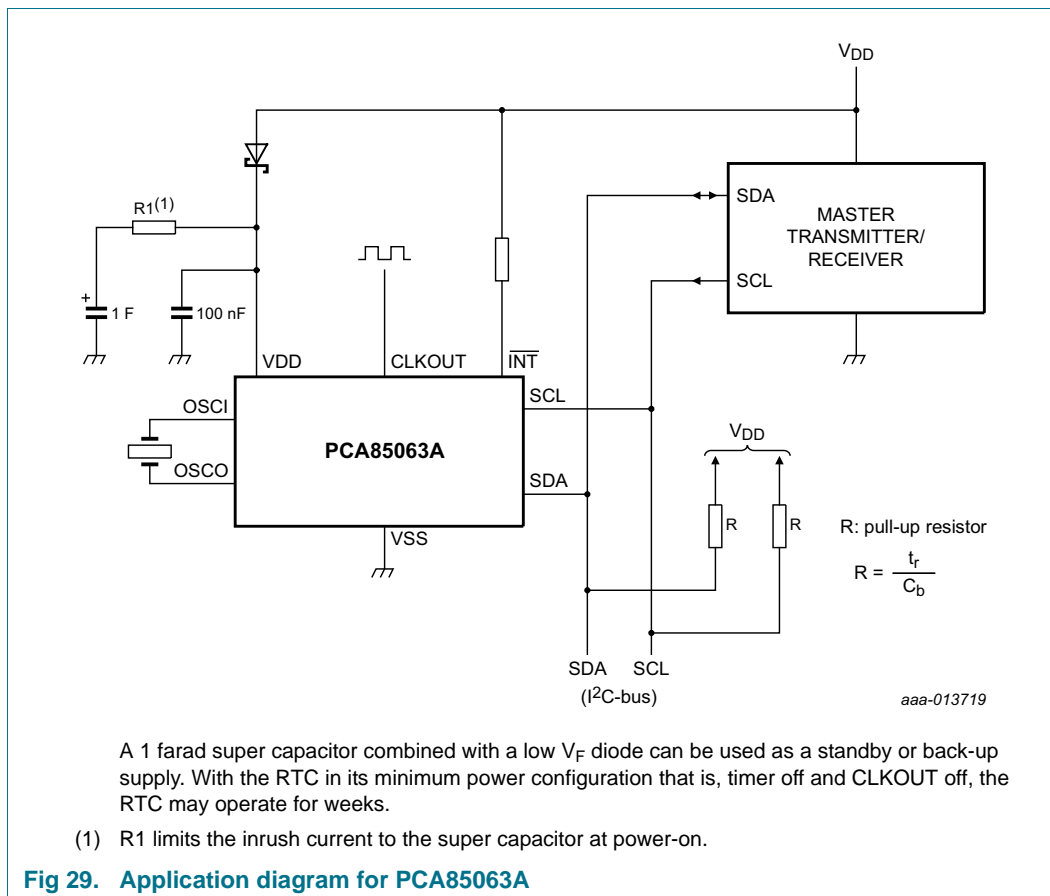 VDD
R1(1)
+
1 F
100 nF
VDD
CLKOUT
INT
SDA
MASTER
TRANSMITTER/
RECEIVER
SCL
OSCI
OSCO
PCA85063A
SCL
SDA
VSS
VDD
R
R
R: pull-up resistor
R = tr / Cb
SDA SCL
(I2C-bus)
aaa-013719
A 1 farad super capacitor combined with a low VF diode can be used as a standby or back-up
supply. With the RTC in its minimum power configuration that is, timer off and CLKOUT off, the
RTC may operate for weeks.
(1) R1 limits the inrush current to the super capacitor at power-on.
Fig 29. Application diagram for PCA85063A